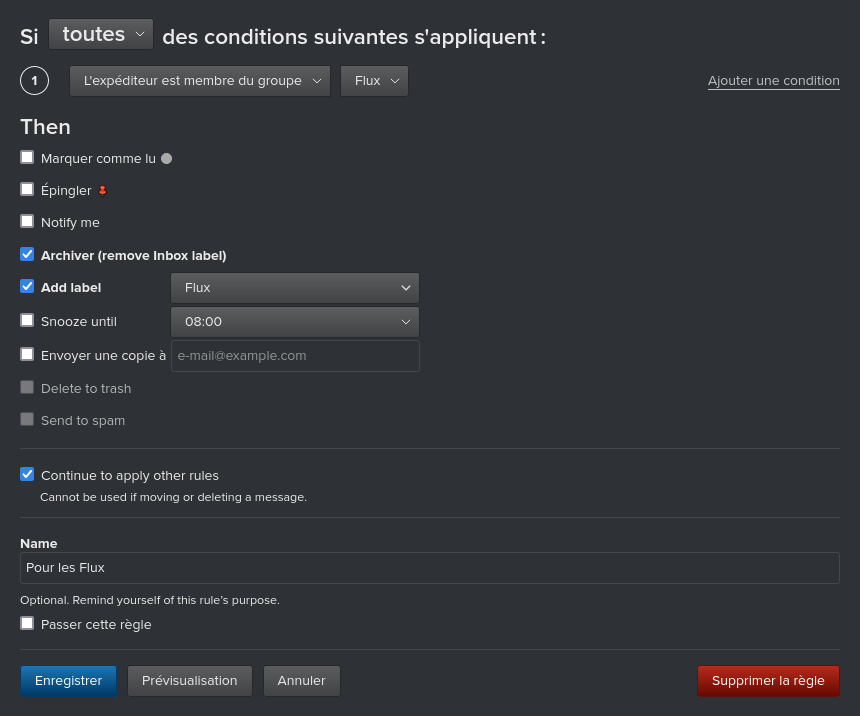 Si toutes des conditions suivantes s'appliquent :
1 L'expéditeur est membre du groupe Flux Ajouter une condition
Then
Marquer comme lu
Épingler
Notify me
Archiver (remove Inbox label)
Add label Flux
Snooze until 08:00
Envoyer une copie à e-mail@example.com
Delete to trash
Send to spam
Continue to apply other rules
Cannot be used if moving or deleting a message.
Name
Pour les Flux
Optional. Remind yourself of this rule's purpose.
Passer cette règle
Enregistrer Prévisualisation Annuler Supprimer la règle